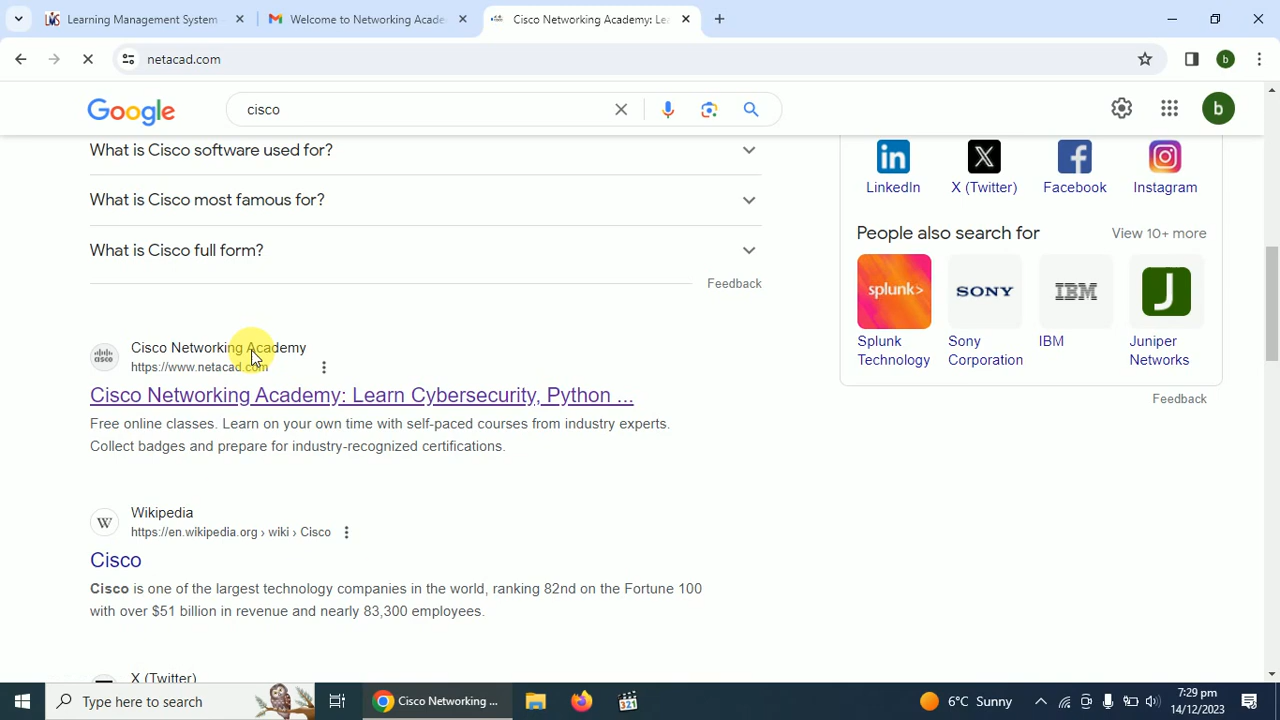 Learning Management System
Welcome to Networking Acade
Cisco Networking Academy: Lea
netacad.com
b
Google
cisco
b
What is Cisco software used for?
What is Cisco most famous for?
What is Cisco full form?
Feedback
Cisco Networking Academy
https://www.netacad.com
Cisco Networking Academy: Learn Cybersecurity, Python ...
Free online classes. Learn on your own time with self-paced courses from industry experts.
Collect badges and prepare for industry-recognized certifications.
W
Wikipedia
https://en.wikipedia.org › wiki › Cisco
Cisco
Cisco is one of the largest technology companies in the world, ranking 82nd on the Fortune 100
with over $51 billion in revenue and nearly 83,300 employees.
X (Twitter)
LinkedIn
X (Twitter)
Facebook
Instagram
People also search for
View 10+ more
splunk>
SONY
IBM
J
Splunk Technology
Sony Corporation
IBM
Juniper Networks
Feedback
Type here to search
Cisco Networking ...
321
6°C Sunny
7:29 pm
14/12/2023